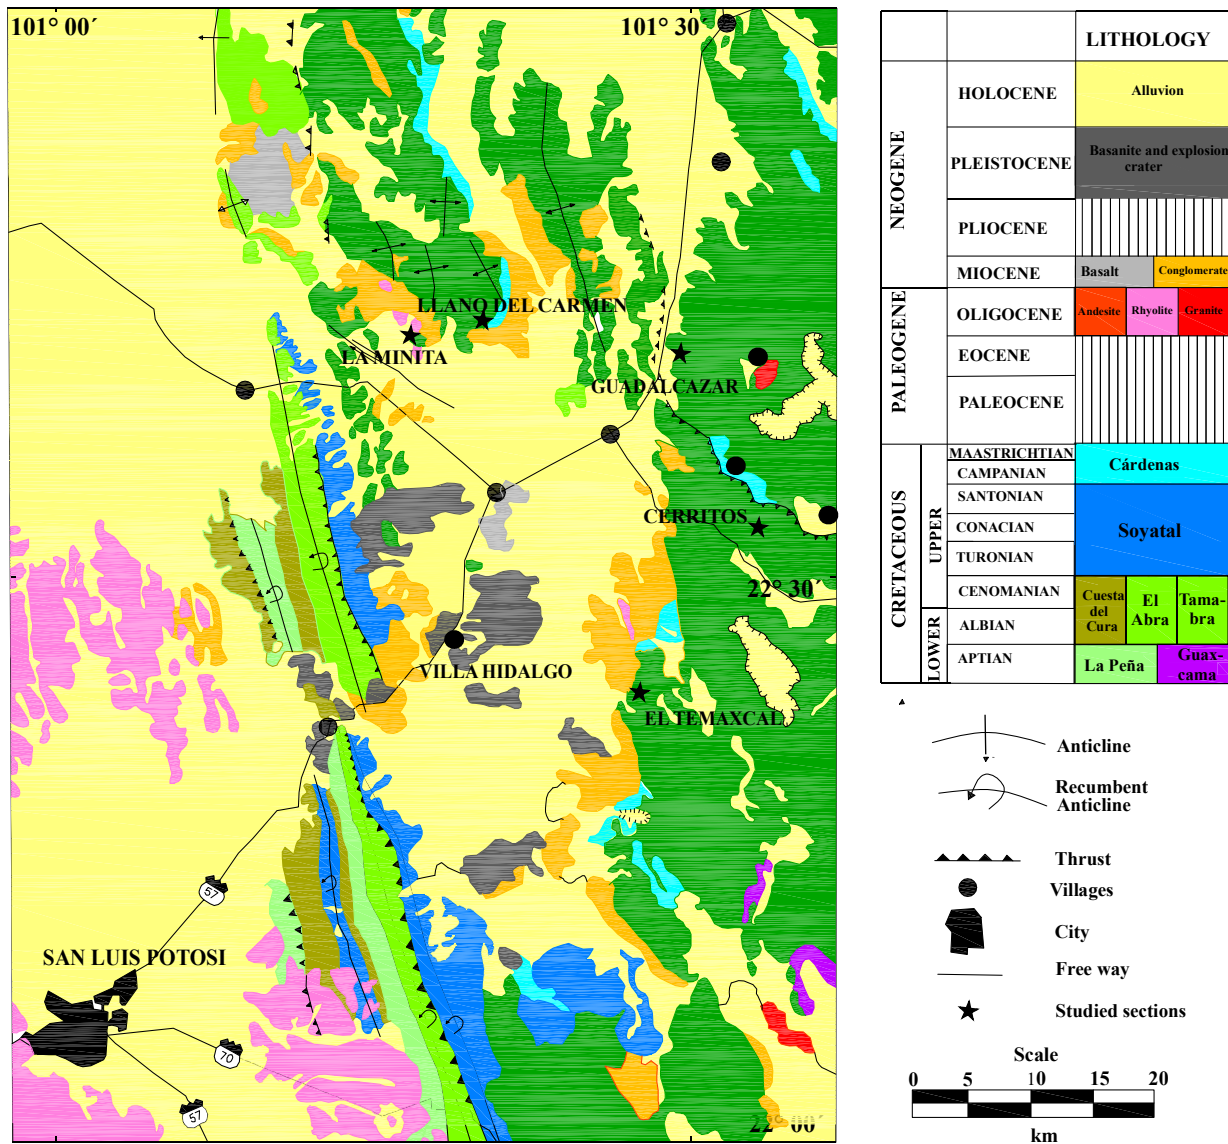 101° 00´
101° 30´
LLANO DEL CARMEN
LA MINITA
GUADALCAZAR
CERRITOS
22° 30´
VILLA HIDALGO
EL TEMAXCAL
57
SAN LUIS POTOSI
70
57
22° 00´
LITHOLOGY
NEOGENE
HOLOCENE
Alluvion
PLEISTOCENE
Basanite and explosion
crater
PLIOCENE
MIOCENE
Basalt
Conglomerate
PALEOGENE
OLIGOCENE
Andesite
Rhyolite
Granite
EOCENE
PALEOCENE
CRETACEOUS
UPPER
MAASTRICHTIAN
CAMPANIAN
Cárdenas
SANTONIAN
CONACIAN
TURONIAN
Soyatal
CENOMANIAN
LOWER
ALBIAN
Cuesta
del
Cura
El
Abra
Tama-
bra
APTIAN
La Peña
Guax-
cama
Anticline
Recumbent
Anticline
Thrust
Villages
City
Free way
Studied sections
Scale
0 5 10 15 20
km